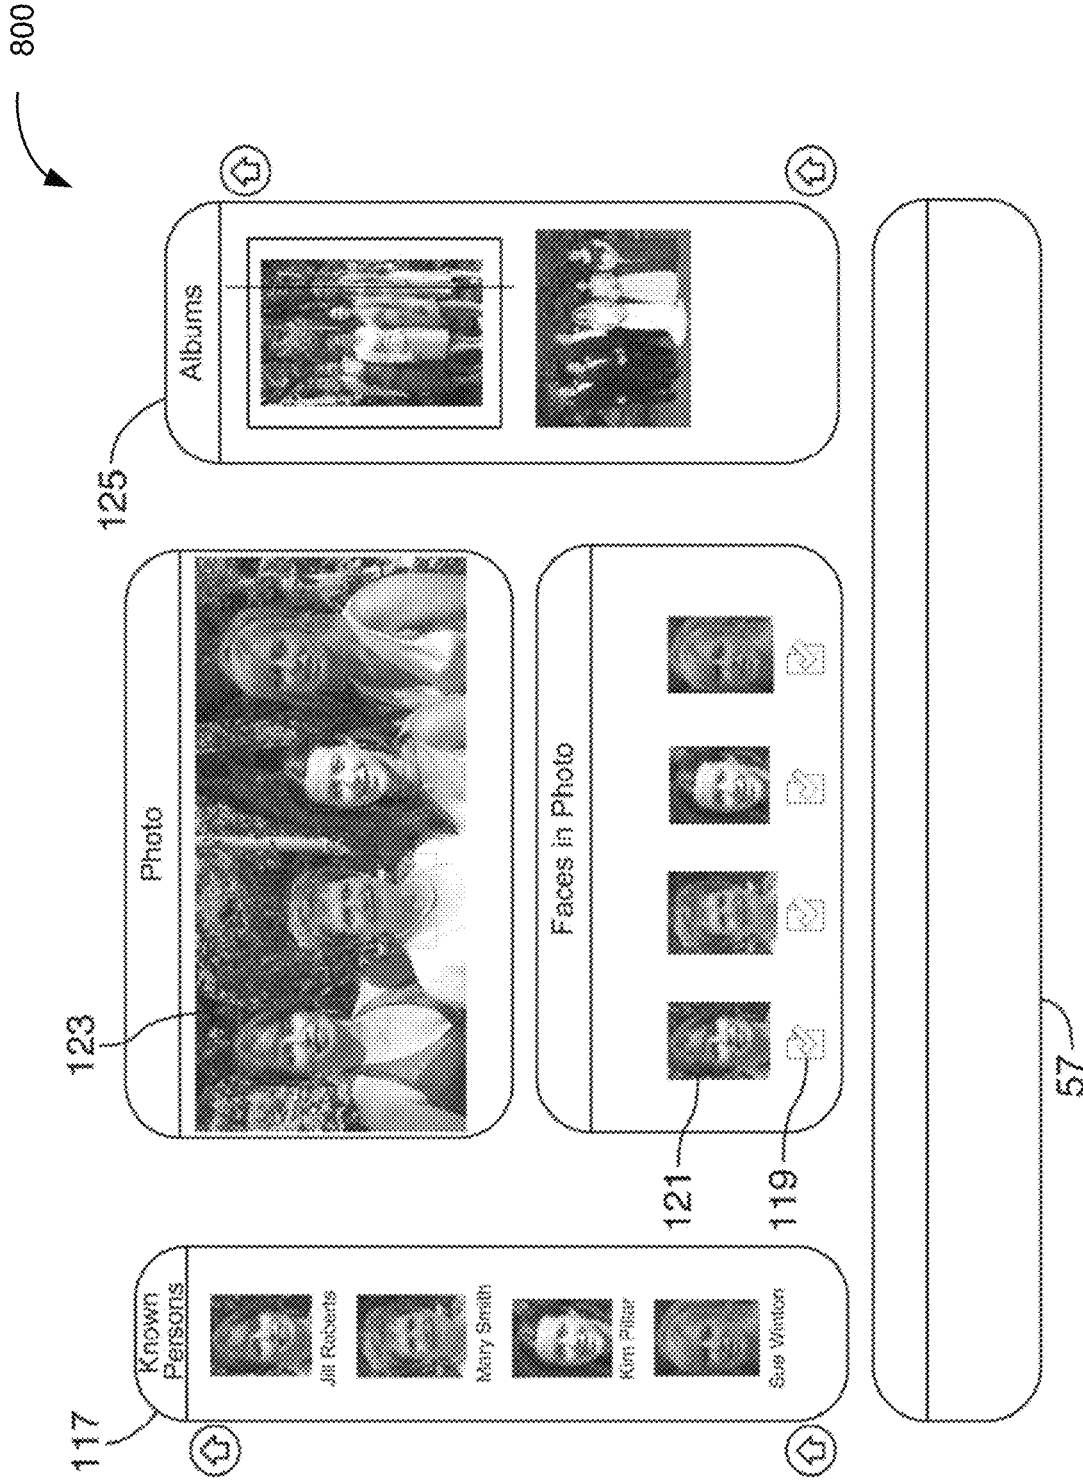 800
117
Known
Persons
Jill Roberts
Mary Smith
Kim Pillar
Sue Winton
123
Photo
Faces in Photo
121
119
125
Albums
57